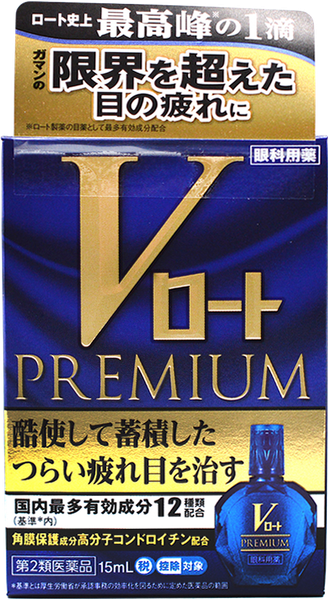 ロート史上 最高峰※の1滴
ガマンの限界を超えた
目の疲れに
※ロート製薬の目薬として最多有効成分配合
眼科用薬
Vロート
PREMIUM
酷使して蓄積した
つらい疲れ目を治す
国内最多有効成分12種類配合
(基準*内)
角膜保護成分高分子コンドロイチン配合
第2類医薬品 15mL 税 控除 対象
*基準とは厚生労働省が承認事務の効率化を図るために定めた医薬品の範囲
Vロート
PREMIUM
眼科用薬